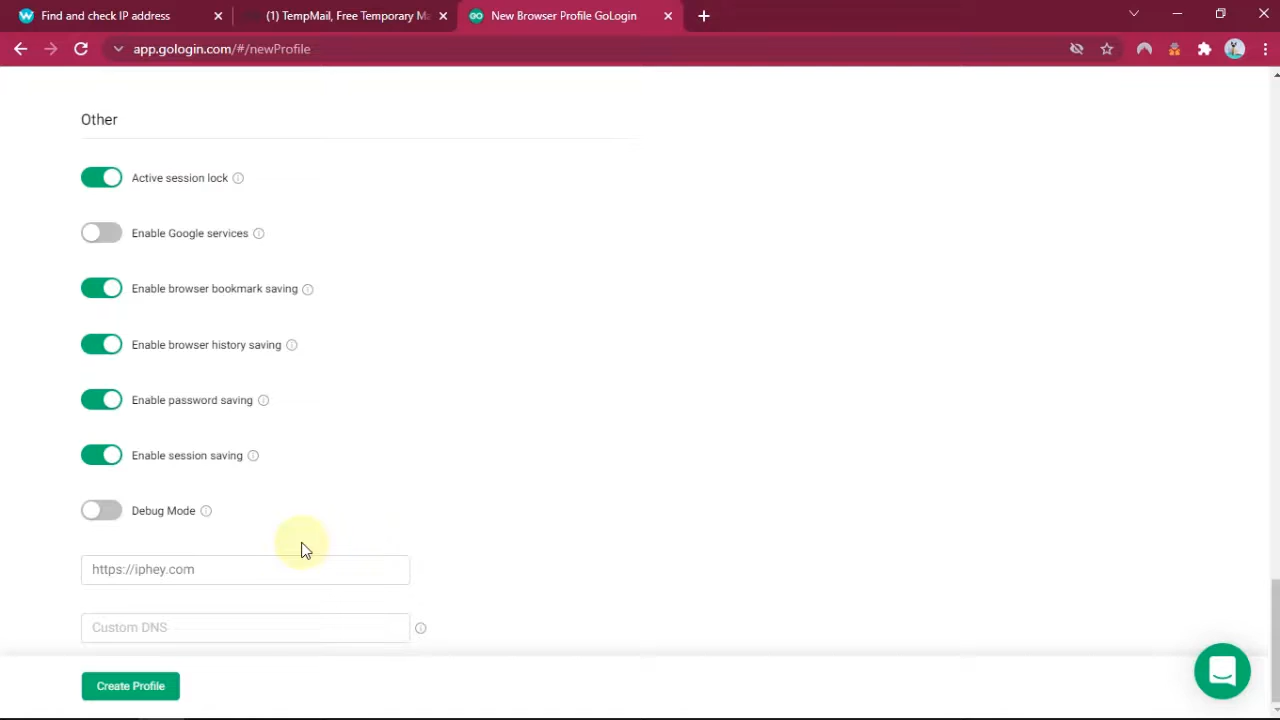 Find and check IP address
(1) TempMail, Free Temporary Ma
New Browser Profile GoLogin
app.gologin.com/#/newProfile
Other
Active session lock
Enable Google services
Enable browser bookmark saving
Enable browser history saving
Enable password saving
Enable session saving
Debug Mode
https://iphey.com
Custom DNS
Create Profile